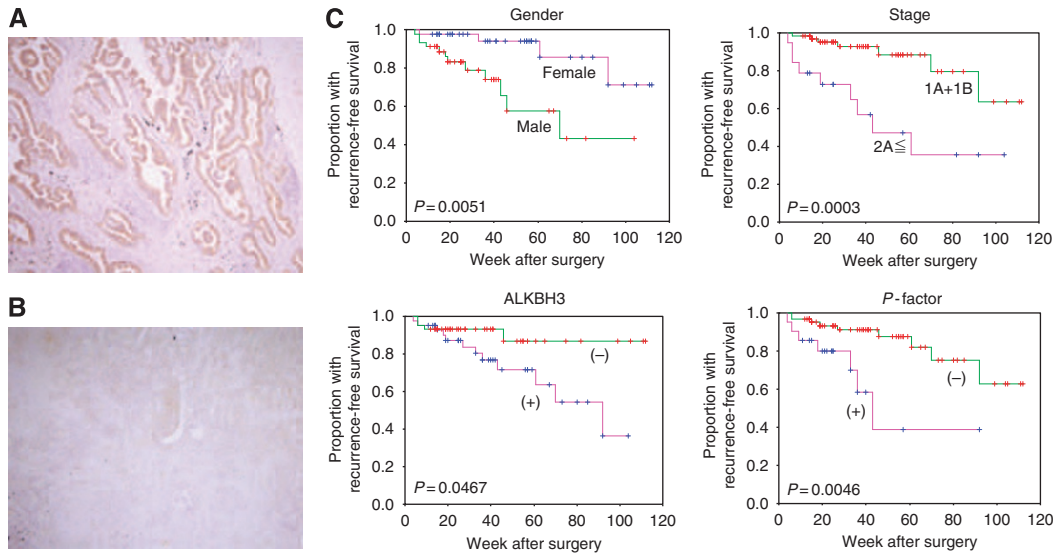 A
B
C
Gender
Proportion with
recurrence-free survival
1.0
0.8
0.6
0.4
0.2
0.0
Female
Male
P=0.0051
0 20 40 60 80 100 120
Week after surgery
Stage
Proportion with
recurrence-free survival
1.0
0.8
0.6
0.4
0.2
0.0
1A+1B
2A≦
P=0.0003
0 20 40 60 80 100 120
Week after surgery
ALKBH3
Proportion with
recurrence-free survival
1.0
0.8
0.6
0.4
0.2
0.0
(–)
(+)
P=0.0467
0 20 40 60 80 100 120
Week after surgery
P-factor
Proportion with
recurrence-free survival
1.0
0.8
0.6
0.4
0.2
0.0
(–)
(+)
P=0.0046
0 20 40 60 80 100 120
Week after surgery